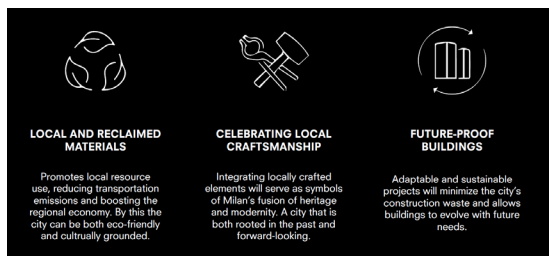 LOCAL AND RECLAIMED
MATERIALS
Promotes local resource
use, reducing transportation
emissions and boosting the
regional economy. By this the
city can be both eco-friendly
and cultrually grounded.
CELEBRATING LOCAL
CRAFTSMANSHIP
Integrating locally crafted
elements will serve as symbols
of Milan's fusion of heritage
and modernity. A city that is
both rooted in the past and
forward-looking.
FUTURE-PROOF
BUILDINGS
Adaptable and sustainable
projects will minimize the city's
construction waste and allows
buildings to evolve with future
needs.